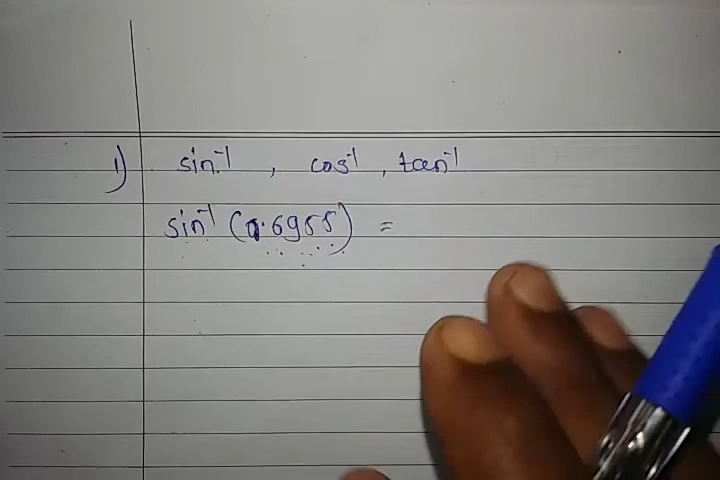 1) sin⁻¹ , cos⁻¹ , tan⁻¹
sin⁻¹ (0.6955) =